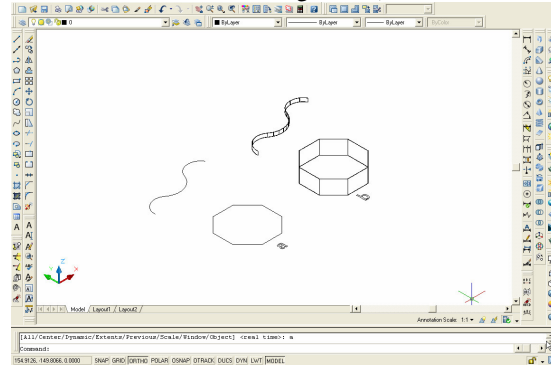 0 ByLayer ByLayer ByLayer ByColor
Z
X
Model Layout1 Layout2
Annotation Scale: 1:1
[All/Center/Dynamic/Extents/Previous/Scale/Window/Object] <real time>: a
Command:
154.9126, -149.8066, 0.0000 SNAP GRID ORTHO POLAR OSNAP OTRACK DUCS DYN LWT MODEL